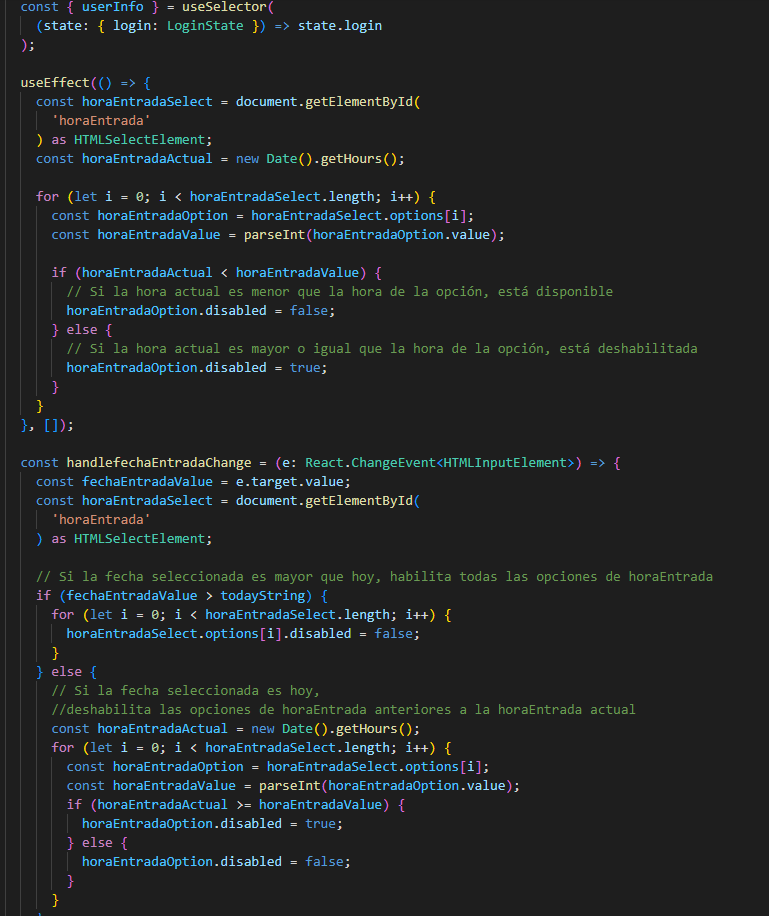 const { userInfo } = useSelector(
(state: { login: LoginState }) => state.login
);
useEffect(() => {
const horaEntradaSelect = document.getElementById(
'horaEntrada'
) as HTMLSelectElement;
const horaEntradaActual = new Date().getHours();
for (let i = 0; i < horaEntradaSelect.length; i++) {
const horaEntradaOption = horaEntradaSelect.options[i];
const horaEntradaValue = parseInt(horaEntradaOption.value);
if (horaEntradaActual < horaEntradaValue) {
// Si la hora actual es menor que la hora de la opción, está disponible
horaEntradaOption.disabled = false;
} else {
// Si la hora actual es mayor o igual que la hora de la opción, está deshabilitada
horaEntradaOption.disabled = true;
}
}
}, []);
const handlefechaEntradaChange = (e: React.ChangeEvent<HTMLInputElement>) => {
const fechaEntradaValue = e.target.value;
const horaEntradaSelect = document.getElementById(
'horaEntrada'
) as HTMLSelectElement;
// Si la fecha seleccionada es mayor que hoy, habilita todas las opciones de horaEntrada
if (fechaEntradaValue > todayString) {
for (let i = 0; i < horaEntradaSelect.length; i++) {
horaEntradaSelect.options[i].disabled = false;
}
} else {
// Si la fecha seleccionada es hoy,
//deshabilita las opciones de horaEntrada anteriores a la horaEntrada actual
const horaEntradaActual = new Date().getHours();
for (let i = 0; i < horaEntradaSelect.length; i++) {
const horaEntradaOption = horaEntradaSelect.options[i];
const horaEntradaValue = parseInt(horaEntradaOption.value);
if (horaEntradaActual >= horaEntradaValue) {
horaEntradaOption.disabled = true;
} else {
horaEntradaOption.disabled = false;
}
}